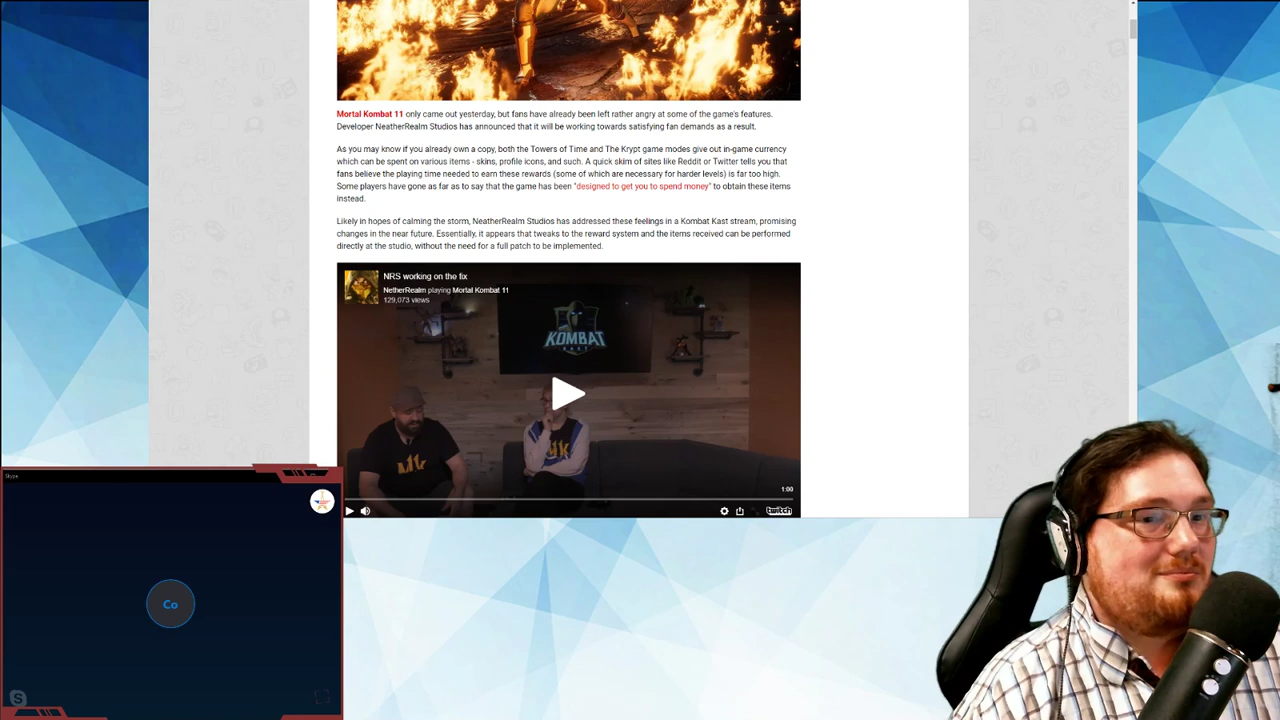 Mortal Kombat 11 only came out yesterday, but fans have already been left rather angry at some of the game's features.
Developer NeatherRealm Studios has announced that it will be working towards satisfying fan demands as a result.
As you may know if you already own a copy, both the Towers of Time and The Krypt game modes give out in-game currency
which can be spent on various items - skins, profile icons, and such. A quick skim of sites like Reddit or Twitter tells you that
fans believe the playing time needed to earn these rewards (some of which are necessary for harder levels) is far too high.
Some players have gone as far as to say that the game has been "designed to get you to spend money" to obtain these items
instead.
Likely in hopes of calming the storm, NeatherRealm Studios has addressed these feelings in a Kombat Kast stream, promising
changes in the near future. Essentially, it appears that tweaks to the reward system and the items received can be performed
directly at the studio, without the need for a full patch to be implemented.
NRS working on the fix
NetherRealm playing Mortal Kombat 11
129,073 views
KOMBAT
KAST
MK
MK
1:00
twitch
Skype
Co